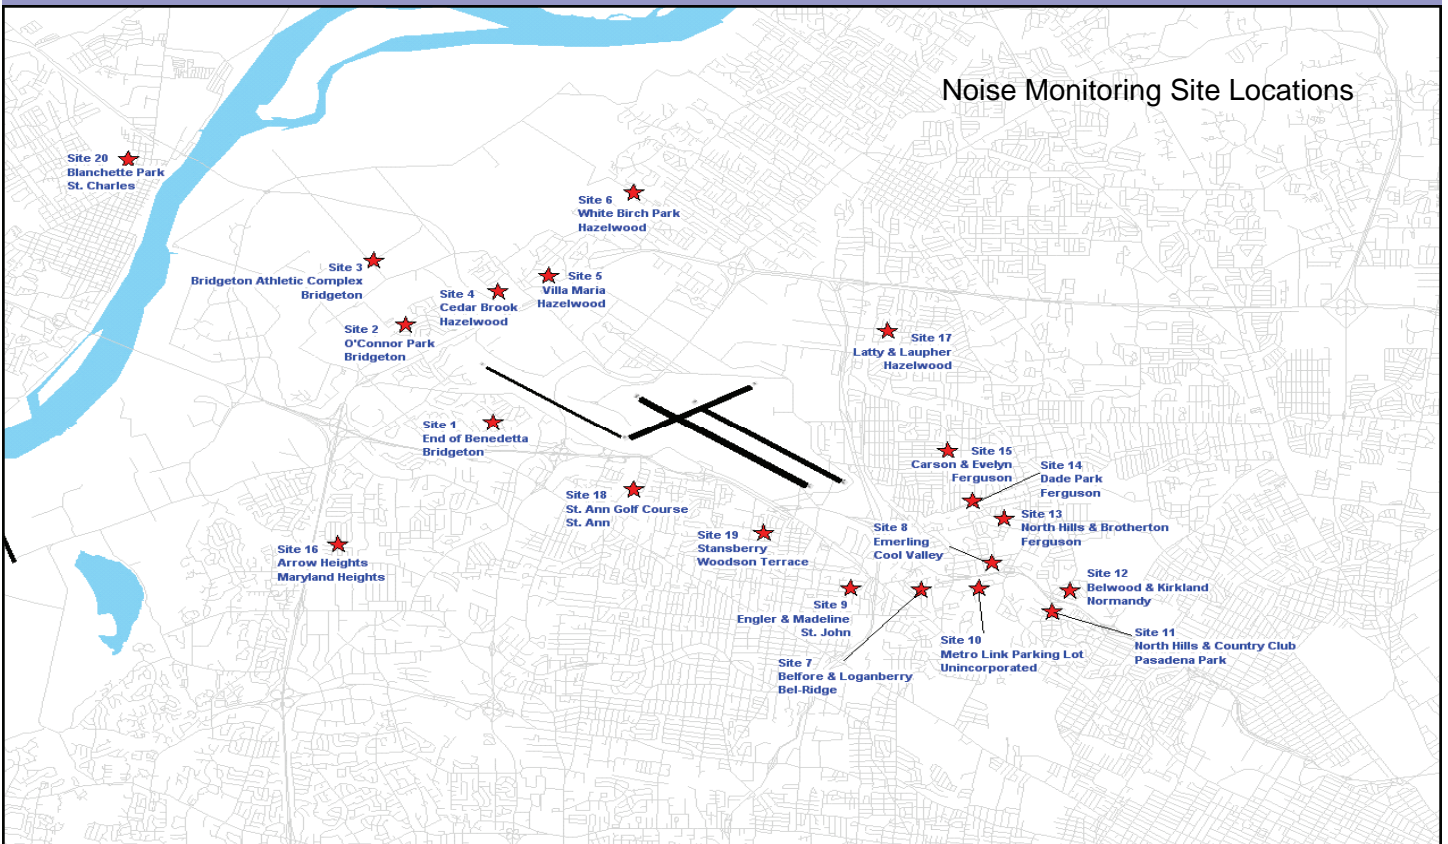 Noise Monitoring Site Locations
Site 20
Blanchette Park
St. Charles
Site 6
White Birch Park
Hazelwood
Site 3
Bridgeton Athletic Complex
Bridgeton
Site 5
Villa Maria
Hazelwood
Site 4
Cedar Brook
Hazelwood
Site 2
O'Connor Park
Bridgeton
Site 17
Latty & Laupher
Hazelwood
Site 1
End of Benedetta
Bridgeton
Site 15
Carson & Evelyn
Ferguson
Site 14
Dade Park
Ferguson
Site 18
St. Ann Golf Course
St. Ann
Site 13
North Hills & Brotherton
Ferguson
Site 8
Emerling
Cool Valley
Site 19
Stansberry
Woodson Terrace
Site 16
Arrow Heights
Maryland Heights
Site 12
Belwood & Kirkland
Normandy
Site 9
Engler & Madeline
St. John
Site 11
North Hills & Country Club
Pasadena Park
Site 10
Metro Link Parking Lot
Unincorporated
Site 7
Belfore & Loganberry
Bel-Ridge